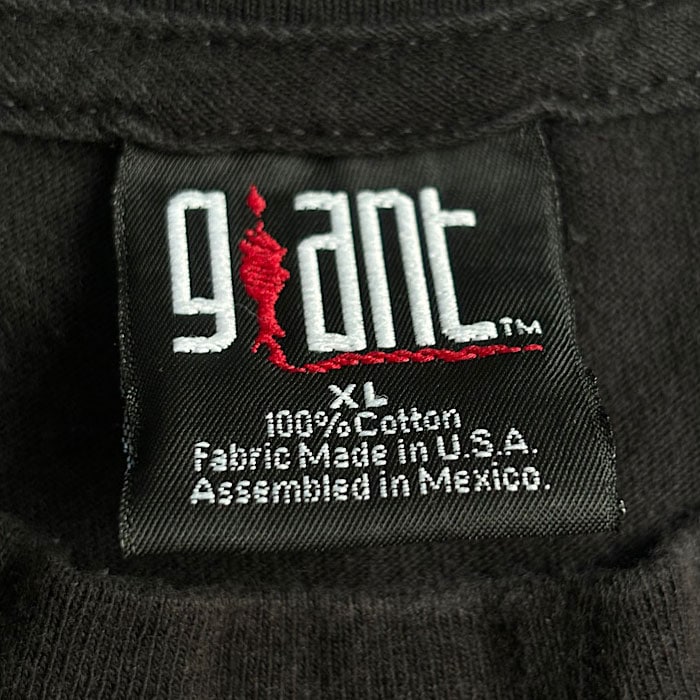 giant™
XL
100% Cotton
Fabric Made in U.S.A.
Assembled in Mexico.